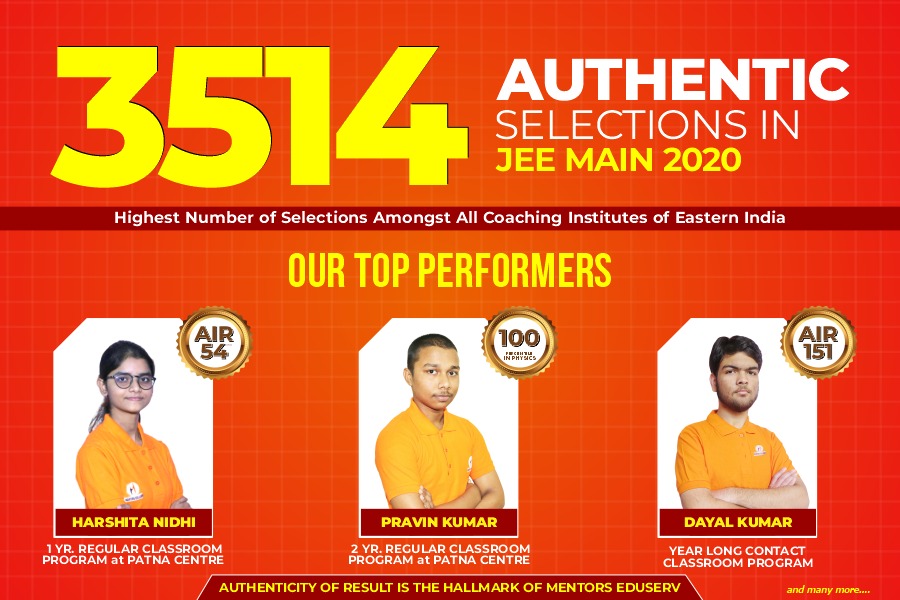 3514
AUTHENTIC
SELECTIONS IN
JEE MAIN 2020
Highest Number of Selections Amongst All Coaching Institutes of Eastern India
OUR TOP PERFORMERS
AIR
54
HARSHITA NIDHI
1 YR. REGULAR CLASSROOM
PROGRAM at PATNA CENTRE
100
PERCENTILE
IN PHYSICS
PRAVIN KUMAR
2 YR. REGULAR CLASSROOM
PROGRAM at PATNA CENTRE
AIR
151
DAYAL KUMAR
YEAR LONG CONTACT
CLASSROOM PROGRAM
AUTHENTICITY OF RESULT IS THE HALLMARK OF MENTORS EDUSERV
and many more....